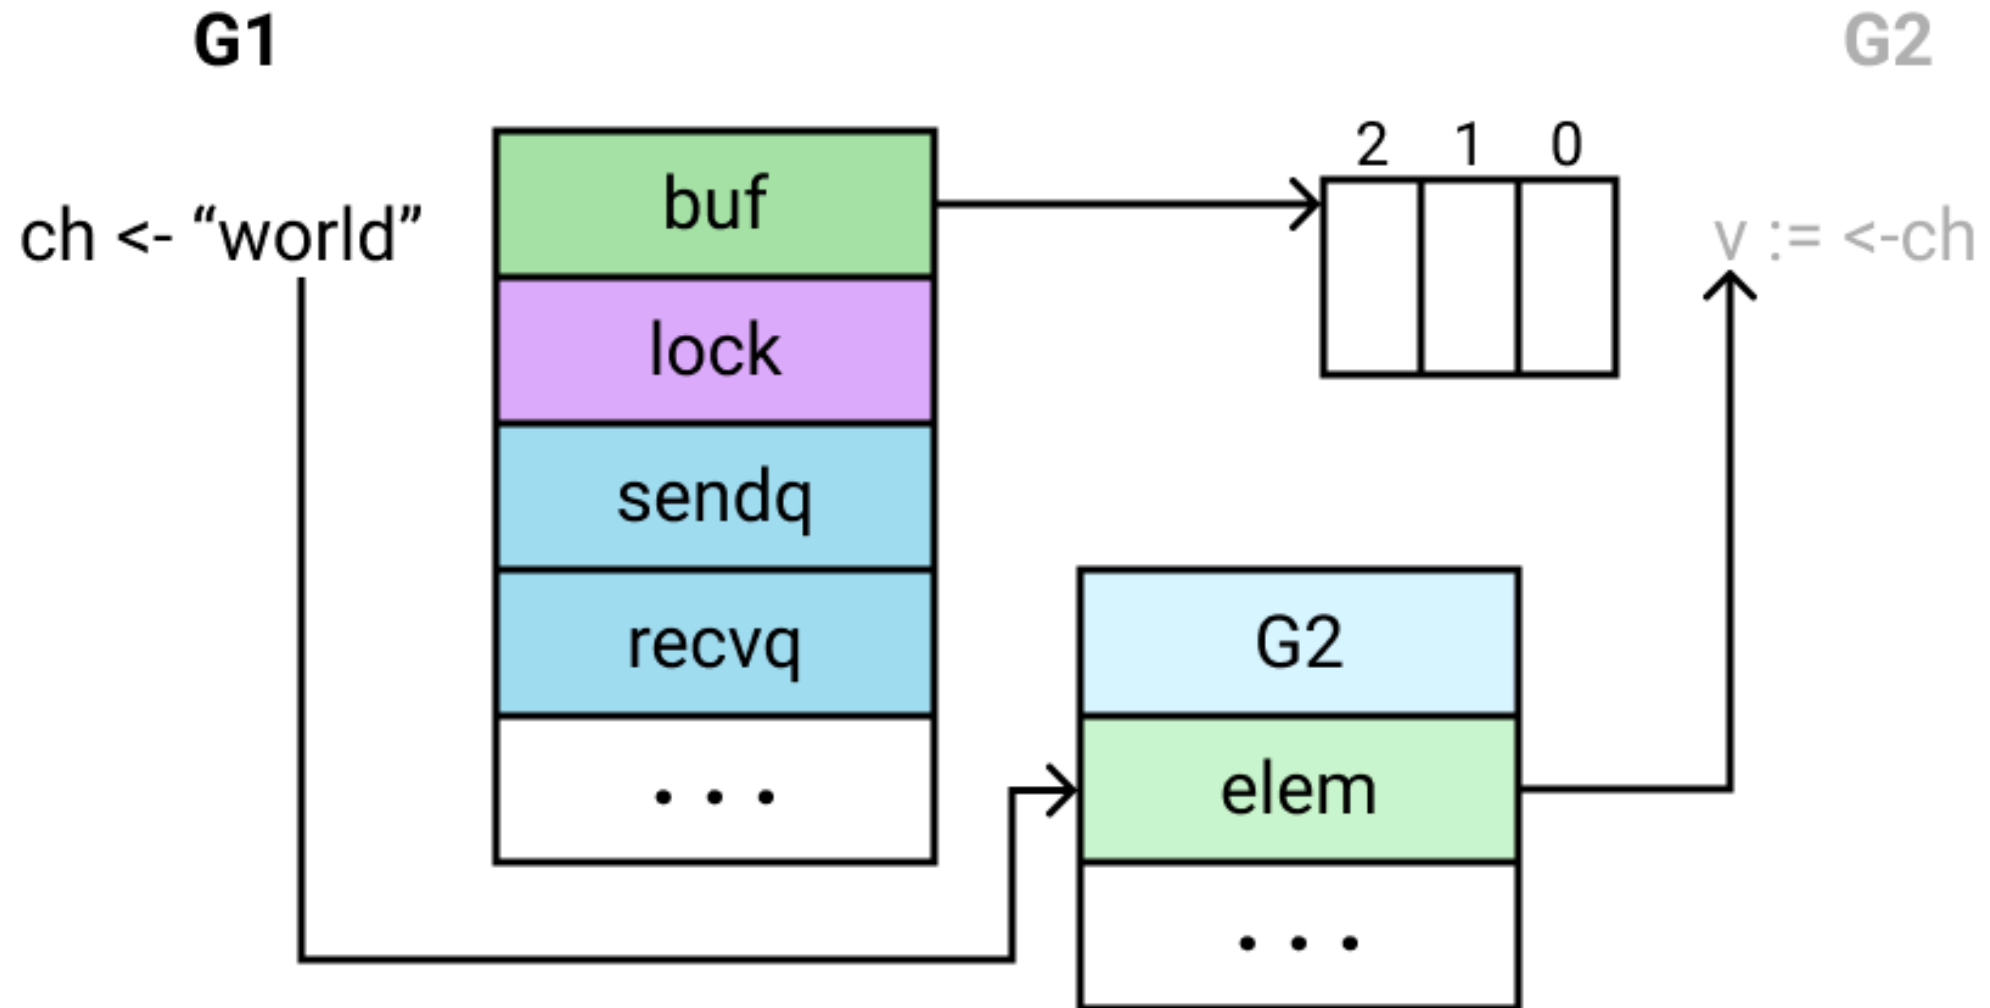 G1
G2
2 1 0
ch <- “world”
buf
v := <-ch
lock
sendq
recvq
G2
. . .
elem
. . .